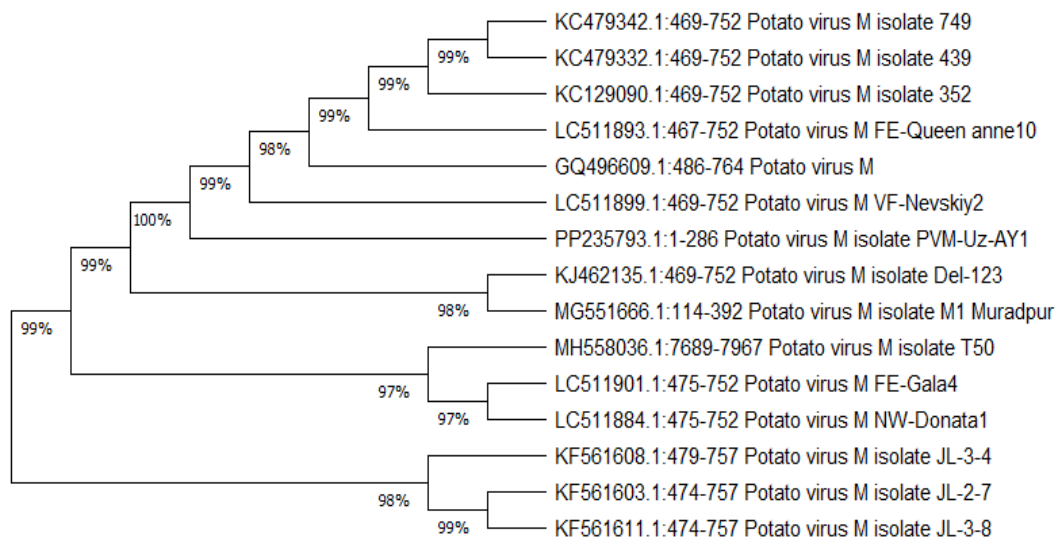 KC479342.1:469-752 Potato virus M isolate 749
KC479332.1:469-752 Potato virus M isolate 439
99%
KC129090.1:469-752 Potato virus M isolate 352
99%
LC511893.1:467-752 Potato virus M FE-Queen anne10
99%
GQ496609.1:486-764 Potato virus M
98%
LC511899.1:469-752 Potato virus M VF-Nevskiy2
99%
PP235793.1:1-286 Potato virus M isolate PVM-Uz-AY1
100%
KJ462135.1:469-752 Potato virus M isolate Del-123
99%
MG551666.1:114-392 Potato virus M isolate M1 Muradpur
98%
99%
MH558036.1:7689-7967 Potato virus M isolate T50
LC511901.1:475-752 Potato virus M FE-Gala4
97%
LC511884.1:475-752 Potato virus M NW-Donata1
97%
KF561608.1:479-757 Potato virus M isolate JL-3-4
KF561603.1:474-757 Potato virus M isolate JL-2-7
98%
KF561611.1:474-757 Potato virus M isolate JL-3-8
99%